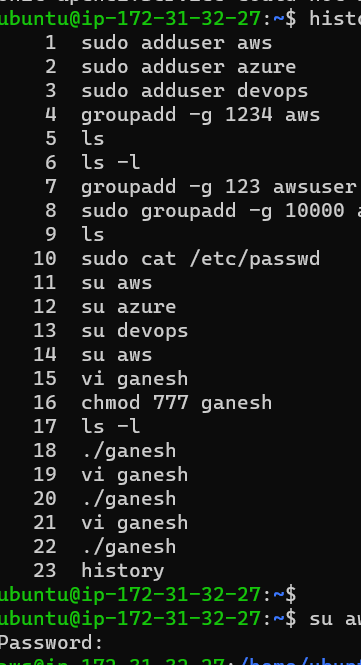 ubuntu@ip-172-31-32-27:~$ histo
1 sudo adduser aws
2 sudo adduser azure
3 sudo adduser devops
4 groupadd -g 1234 aws
5 ls
6 ls -l
7 groupadd -g 123 awsuser
8 sudo groupadd -g 10000
9 ls
10 sudo cat /etc/passwd
11 su aws
12 su azure
13 su devops
14 su aws
15 vi ganesh
16 chmod 777 ganesh
17 ls -l
18 ./ganesh
19 vi ganesh
20 ./ganesh
21 vi ganesh
22 ./ganesh
23 history
ubuntu@ip-172-31-32-27:~$
ubuntu@ip-172-31-32-27:~$ su aw
Password: